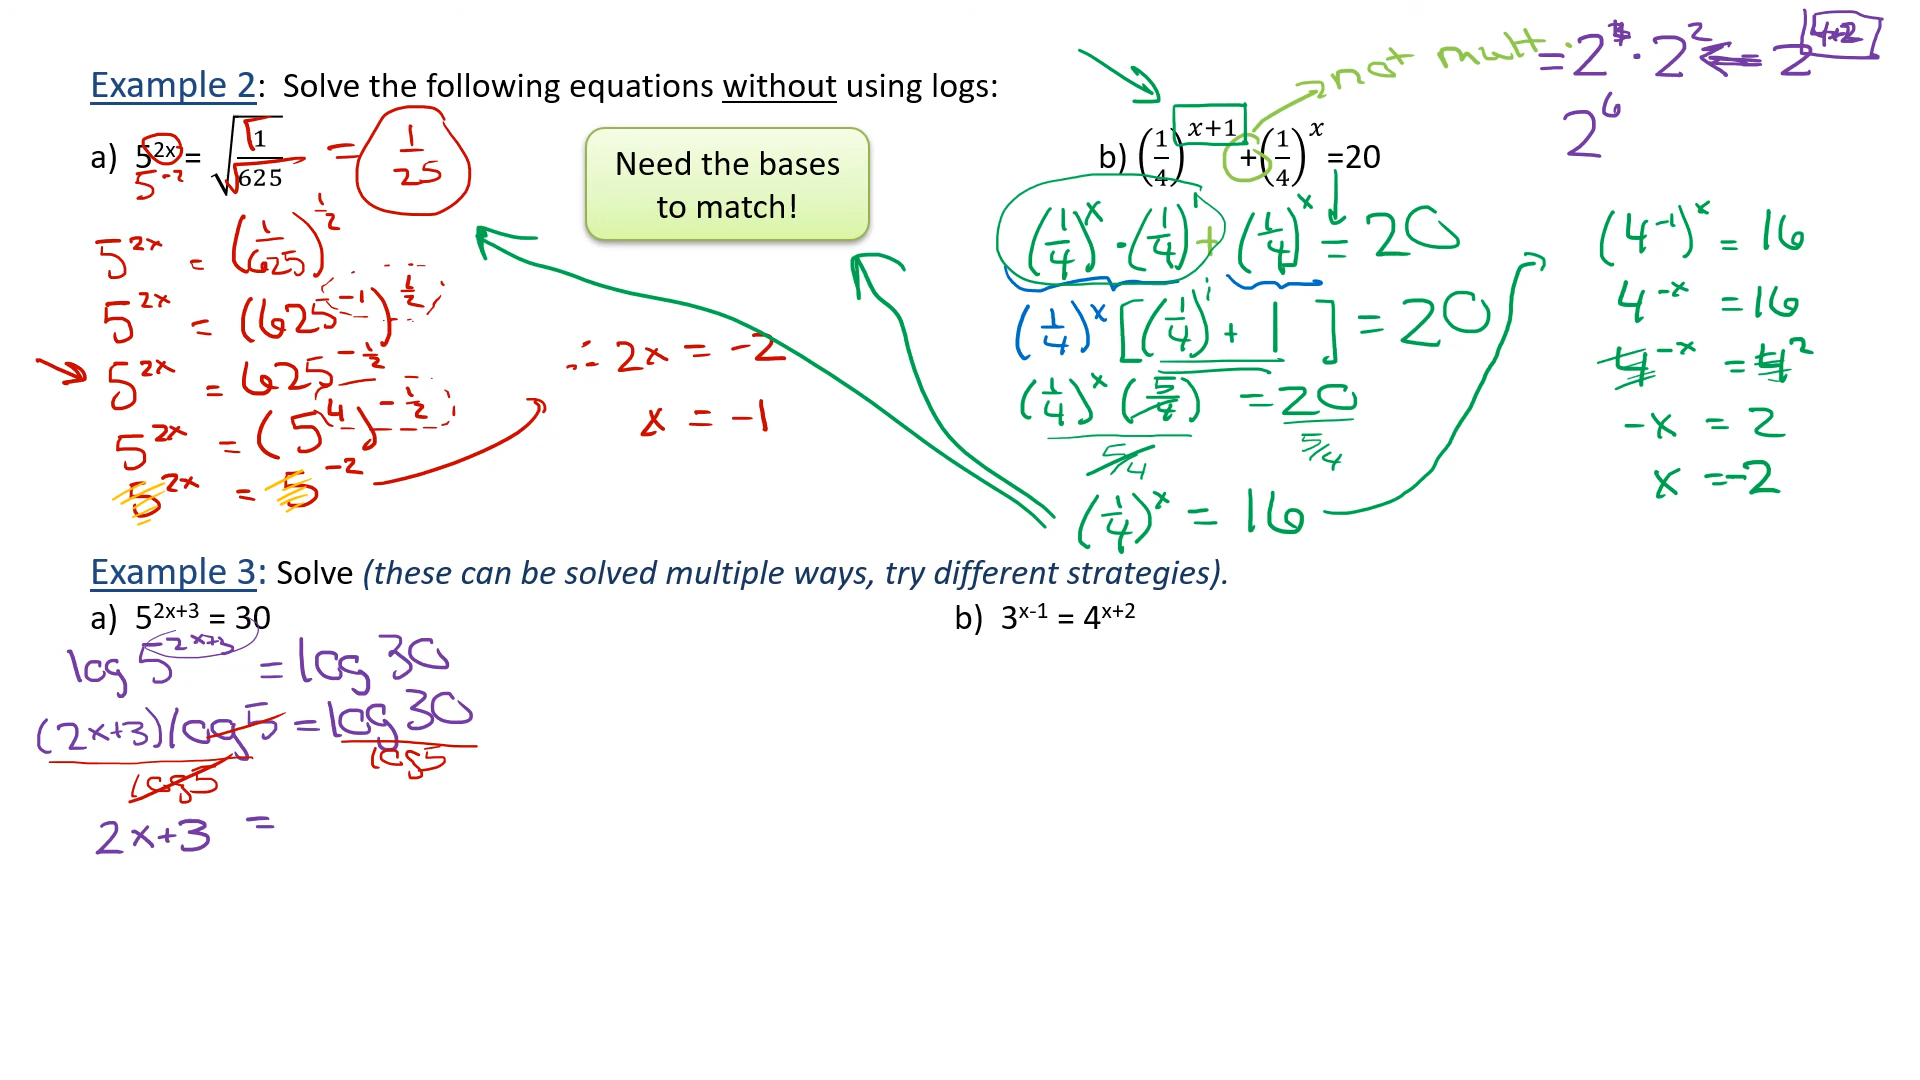 Example 2: Solve the following equations without using logs:
a) 5^{2x} = √(1/625) = 1/25
5^{-2}
5^{2x} = (1/625)^{1/2}
5^{2x} = (625^{-1})^{1/2}
5^{2x} = 625^{-1/2}
5^{2x} = (5^4)^{-1/2}
5^{2x} = 5^{-2}
∴ 2x = -2
x = -1
Need the bases
to match!
not mult.
= 2^4 · 2^2 = 2^{4+2}
2^6
b) (1/4)^{x+1} + (1/4)^x =20
(1/4)^x · (1/4)^1 + (1/4)^x = 20
(1/4)^x [(1/4)^1 + 1] = 20
(1/4)^x (5/4) = 20
5/4 5/4
(1/4)^x = 16
(4^{-1})^x = 16
4^{-x} = 16
4^{-x} = 4^2
-x = 2
x = -2
Example 3: Solve (these can be solved multiple ways, try different strategies).
a) 5^{2x+3} = 30
log 5^{2x+3} = log 30
(2x+3) log 5 = log 30
log 5 log 5
2x+3 =
b) 3^{x-1} = 4^{x+2}